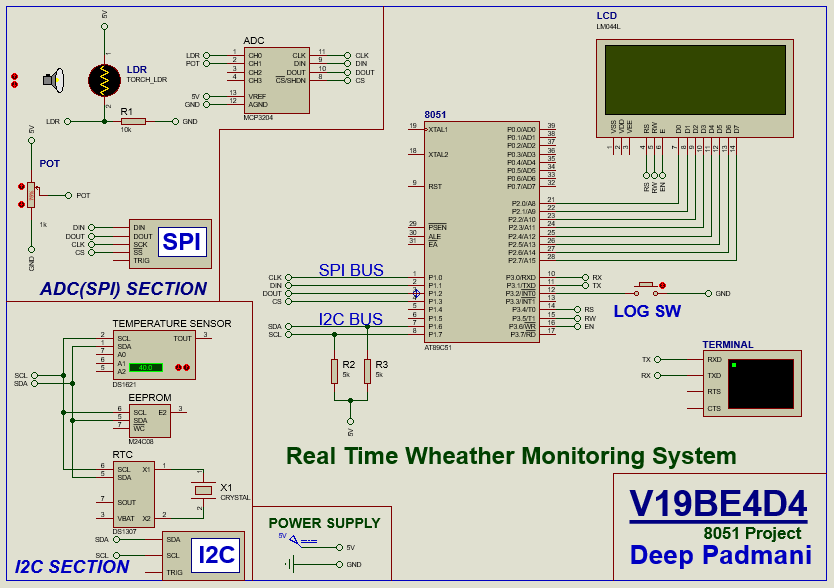 5V
LDR
TORCH_LDR
1
2
LDR
R1
10k
GND
5V
POT
78%
POT
1k
GND
ADC
LDR 1 CH0 CLK 11 CLK
POT 2 CH1 DIN 9 DIN
3 CH2 DOUT 10 DOUT
4 CH3 CS/SHDN 8 CS
5V 13 VREF
GND 12 AGND
MCP3204
DIN DIN
DOUT DOUT
CLK SCK
CS SS
TRIG
SPI
ADC(SPI) SECTION
LCD
LM044L
VSS VDD VEE RS RW E D0 D1 D2 D3 D4 D5 D6 D7
1 2 3 4 5 6 7 8 9 10 11 12 13 14
RS RW EN
8051
19 XTAL1 P0.0/AD0 39
P0.1/AD1 38
P0.2/AD2 37
18 XTAL2 P0.3/AD3 36
P0.4/AD4 35
P0.5/AD5 34
P0.6/AD6 33
9 RST P0.7/AD7 32
P2.0/A8 21
P2.1/A9 22
P2.2/A10 23
29 PSEN P2.3/A11 24
30 ALE P2.4/A12 25
31 EA P2.5/A13 26
P2.6/A14 27
P2.7/A15 28
SPI BUS
CLK 1 P1.0 P3.0/RXD 10 RX
DIN 2 P1.1 P3.1/TXD 11 TX
DOUT 3 P1.2 P3.2/INT0 12 GND
CS 4 P1.3 P3.3/INT1 13
5 P1.4 P3.4/T0 14 RS
I2C BUS
6 P1.5 P3.5/T1 15 RW
SDA 7 P1.6 P3.6/WR 16 EN
SCL 8 P1.7 P3.7/RD 17
AT89C51
LOG SW
R2
5k
R3
5k
5V
TERMINAL
TX RXD
RX TXD
RTS
CTS
TEMPERATURE SENSOR
2 SCL TOUT 3
1 SDA
7 A0
6 A1
5 A2
40.0
DS1621
SCL
SDA
EEPROM
6 SCL E2 3
5 SDA
7 WC
M24C08
RTC
6 SCL X1 1
5 SDA
7 SOUT
3 VBAT X2 2
DS1307
1
2
X1
CRYSTAL
SDA SDA
SCL SCL
TRIG
I2C
I2C SECTION
POWER SUPPLY
5V
5V
GND
Real Time Wheather Monitoring System
V19BE4D4
8051 Project
Deep Padmani